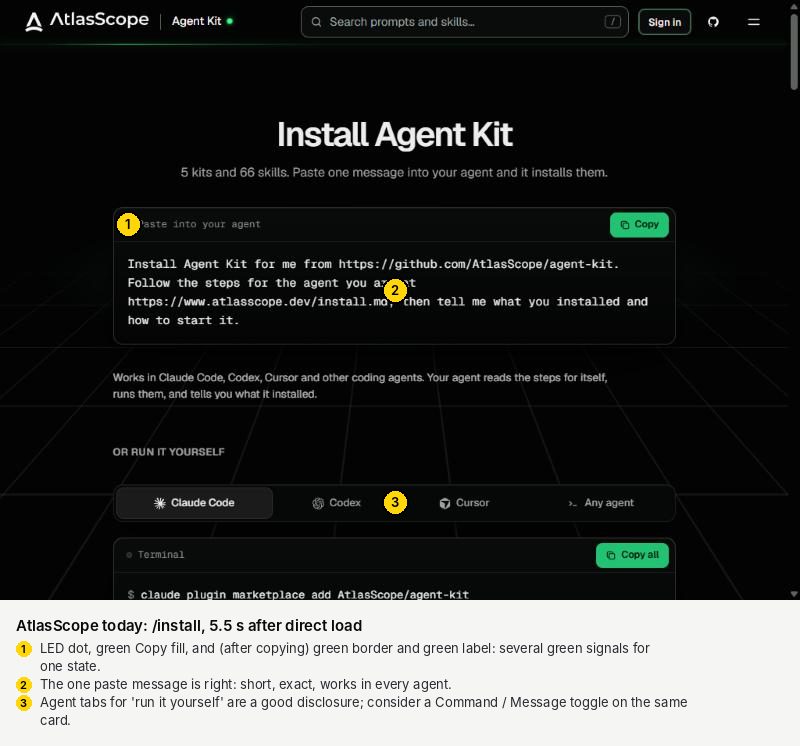 AtlasScope
Agent Kit
Search prompts and skills…
/
Sign in
Install Agent Kit
5 kits and 66 skills. Paste one message into your agent and it installs them.
1
aste into your agent
Copy
Install Agent Kit for me from https://github.com/AtlasScope/agent-kit.
Follow the steps for the agent you
2
https://www.atlasscope.dev/install.md, then tell me what you installed and
how to start it.
Works in Claude Code, Codex, Cursor and other coding agents. Your agent reads the steps for itself,
runs them, and tells you what it installed.
OR RUN IT YOURSELF
Claude Code
Codex
3
Cursor
Any agent
Terminal
Copy all
$ claude plugin marketplace add AtlasScope/agent-kit
AtlasScope today: /install, 5.5 s after direct load
1 LED dot, green Copy fill, and (after copying) green border and green label: several green signals for
one state.
2 The one paste message is right: short, exact, works in every agent.
3 Agent tabs for 'run it yourself' are a good disclosure; consider a Command / Message toggle on the same
card.